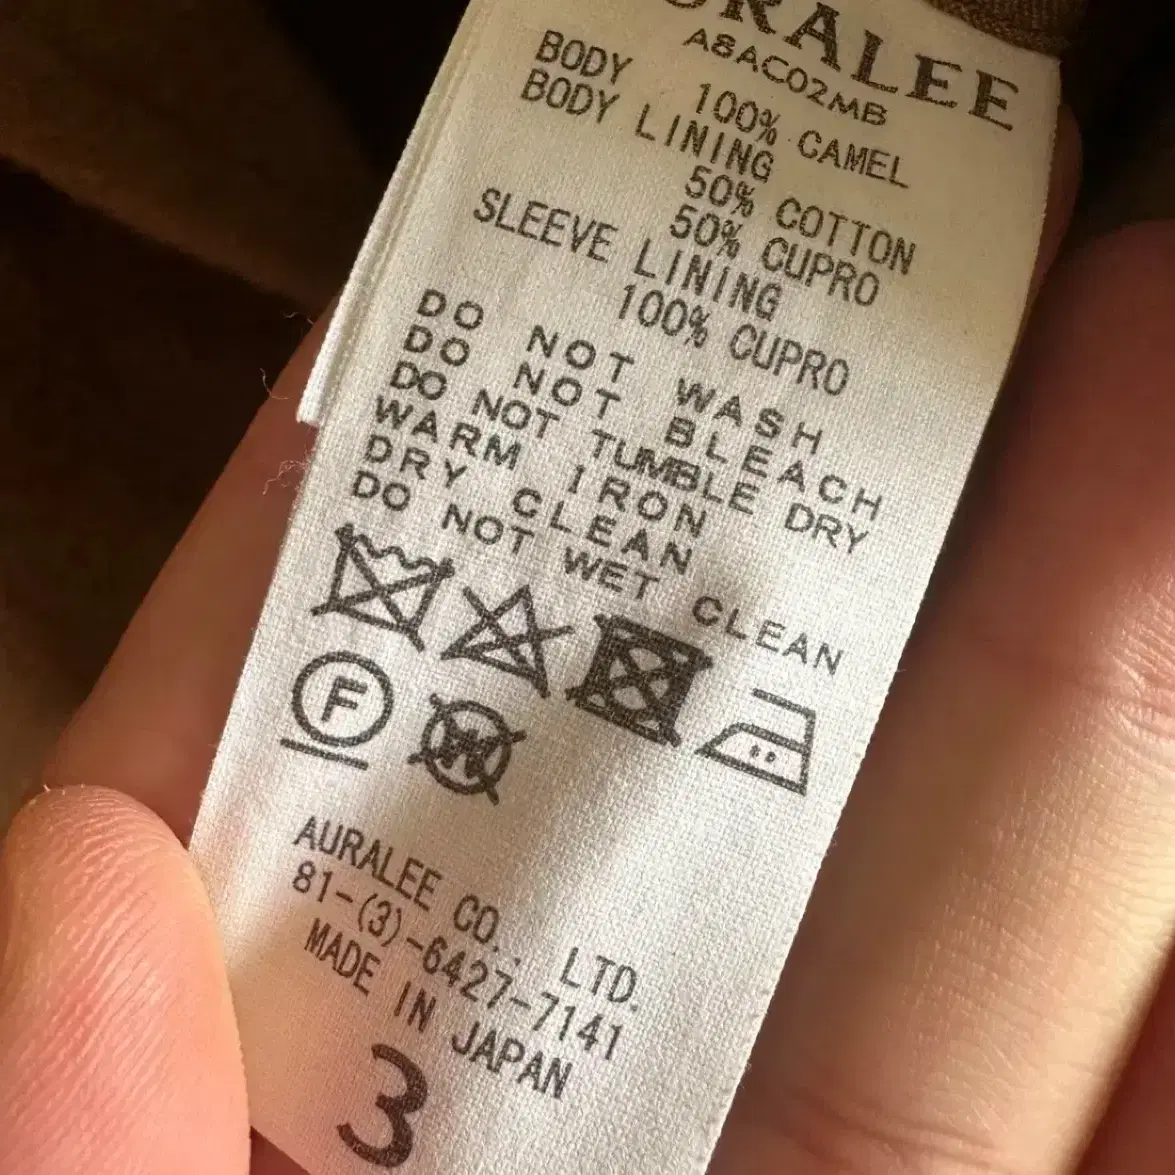 AURALEE
A8AC02MB
BODY
100% CAMEL
BODY LINING
50% COTTON
50% CUPRO
SLEEVE LINING
100% CUPRO
DO NOT WASH
DO NOT BLEACH
DO NOT TUMBLE DRY
WARM IRON
DRY CLEAN
DO NOT WET CLEAN
F
W
AURALEE CO., LTD.
81-(3)-6427-7141
MADE IN JAPAN
3